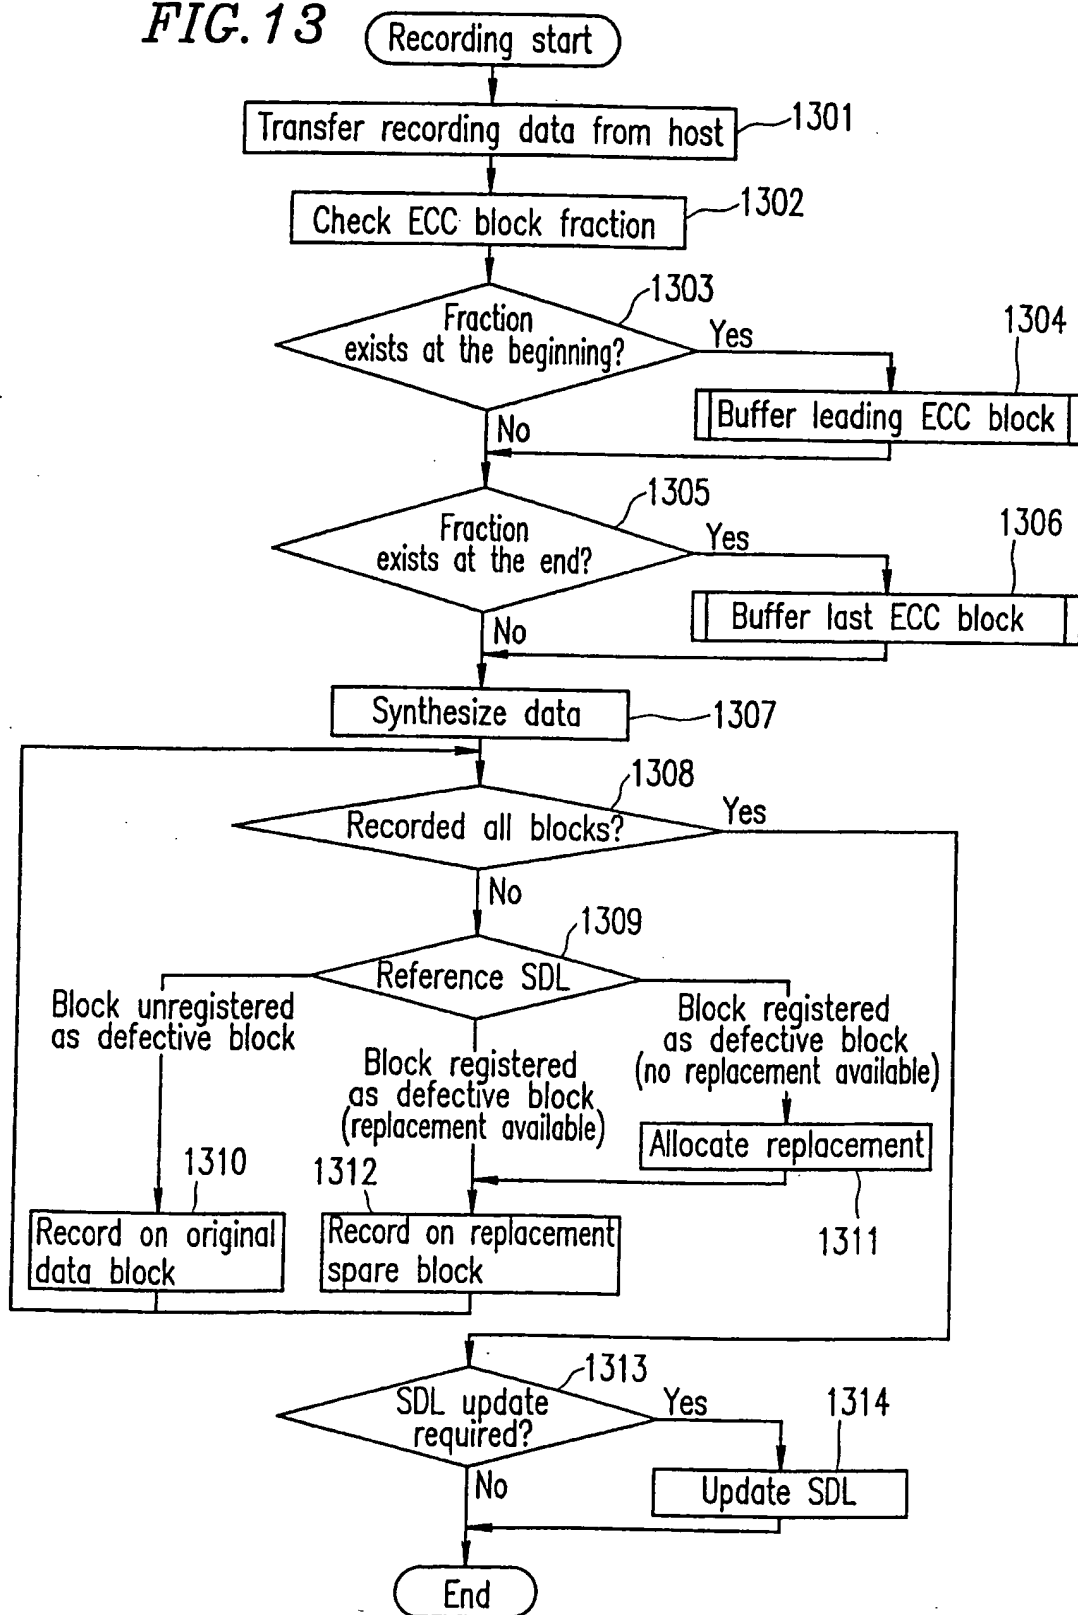 FIG.13
Recording start
Transfer recording data from host
1301
Check ECC block fraction
1302
1303
Fraction
exists at the beginning?
Yes
1304
Buffer leading ECC block
No
1305
Fraction
exists at the end?
Yes
1306
Buffer last ECC block
No
Synthesize data
1307
1308
Recorded all blocks?
Yes
No
1309
Reference SDL
Block unregistered
as defective block
Block registered
as defective block
(replacement available)
Block registered
as defective block
(no replacement available)
Allocate replacement
1311
1310
Record on original
data block
1312
Record on replacement
spare block
1313
SDL update
required?
Yes
1314
Update SDL
No
End